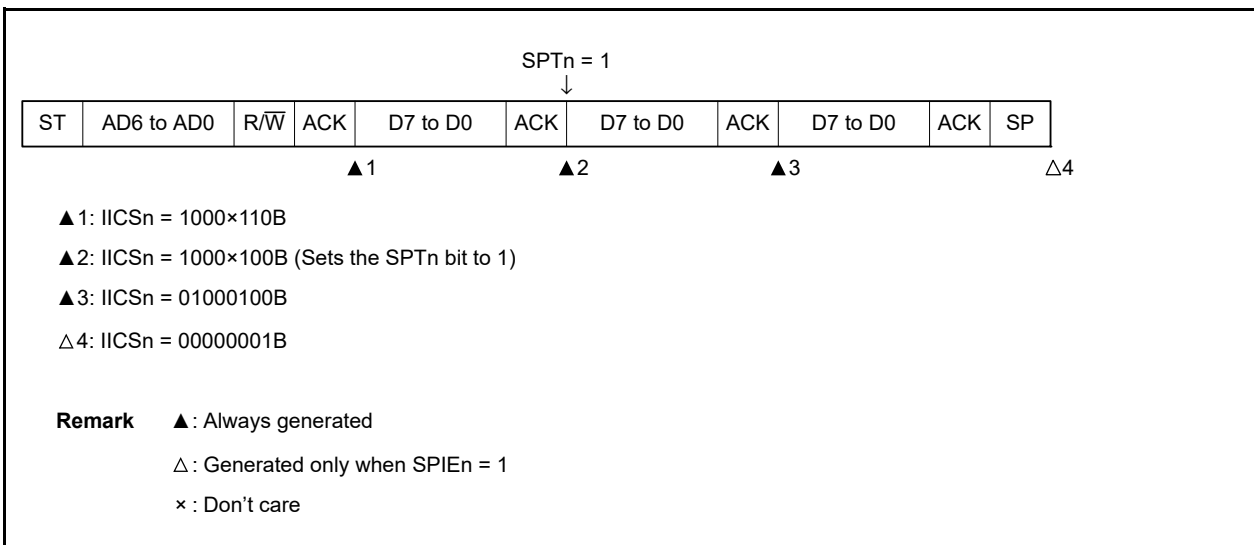 SPTn = 1
↓
ST AD6 to AD0 R/W̅ ACK D7 to D0 ACK D7 to D0 ACK D7 to D0 ACK SP
▲1 ▲2 ▲3 △4
▲1: IICSn = 1000×110B
▲2: IICSn = 1000×100B (Sets the SPTn bit to 1)
▲3: IICSn = 01000100B
△4: IICSn = 00000001B
Remark ▲: Always generated
△: Generated only when SPIEn = 1
×: Don’t care